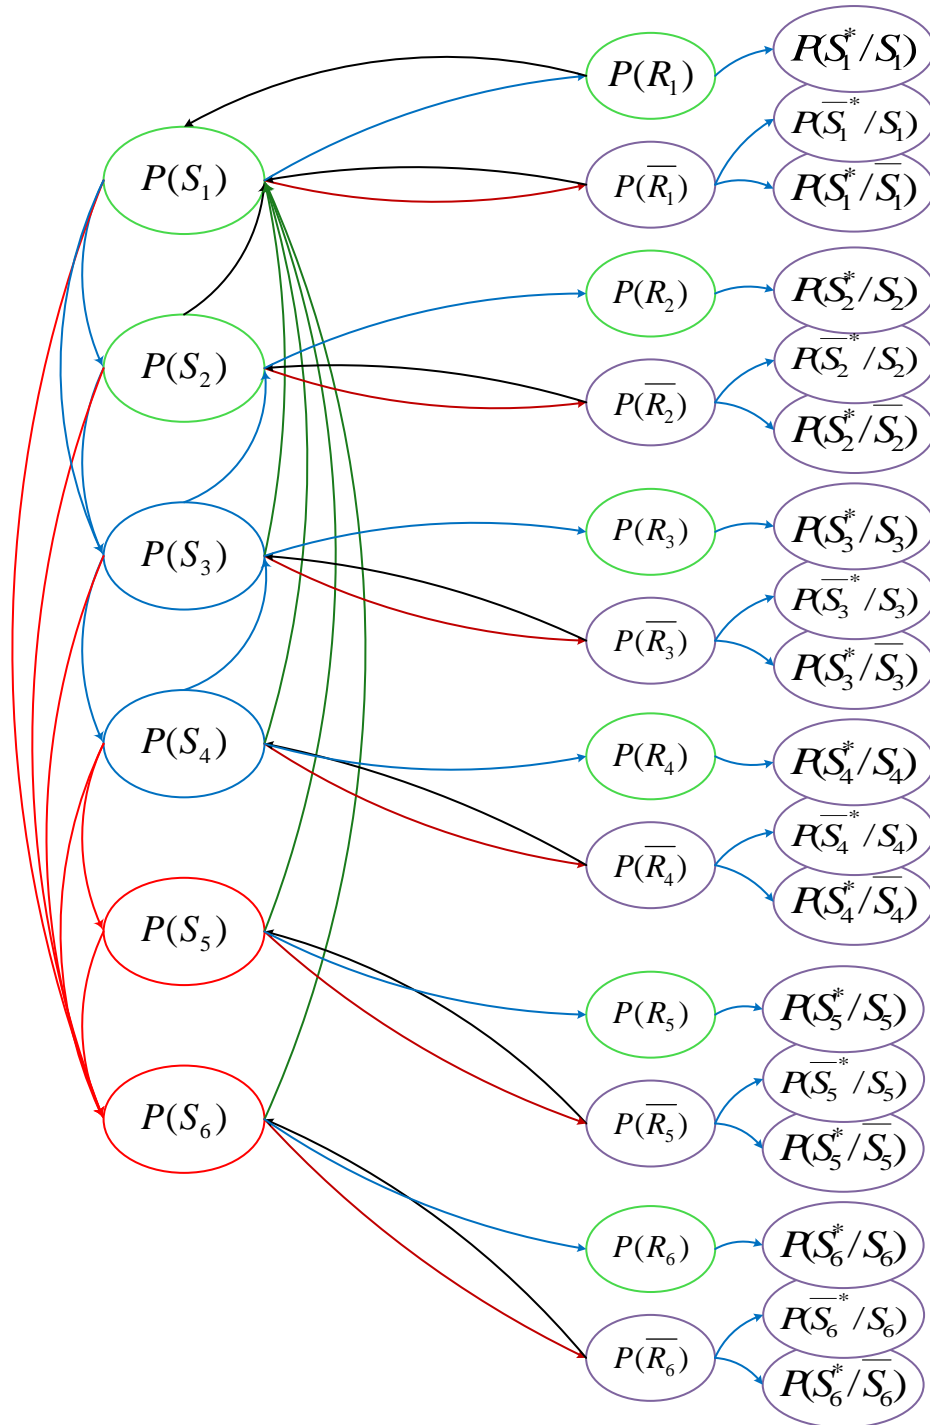 P(R₁)
P(S₁*/S₁)
P(S̅₁*/S₁)
P(S₁)
P(R̅₁)
P(S₁*/S̅₁)
P(R₂)
P(S₂*/S₂)
P(S̅₂*/S₂)
P(S₂)
P(R̅₂)
P(S₂*/S̅₂)
P(R₃)
P(S₃*/S₃)
P(S₃)
P(S̅₃*/S₃)
P(R̅₃)
P(S₃*/S̅₃)
P(S₄)
P(R₄)
P(S₄*/S₄)
P(S̅₄*/S₄)
P(R̅₄)
P(S₄*/S̅₄)
P(S₅)
P(R₅)
P(S₅*/S₅)
P(S̅₅*/S₅)
P(S₆)
P(R̅₅)
P(S₅*/S̅₅)
P(R₆)
P(S₆*/S₆)
P(S̅₆*/S₆)
P(R̅₆)
P(S₆*/S̅₆)